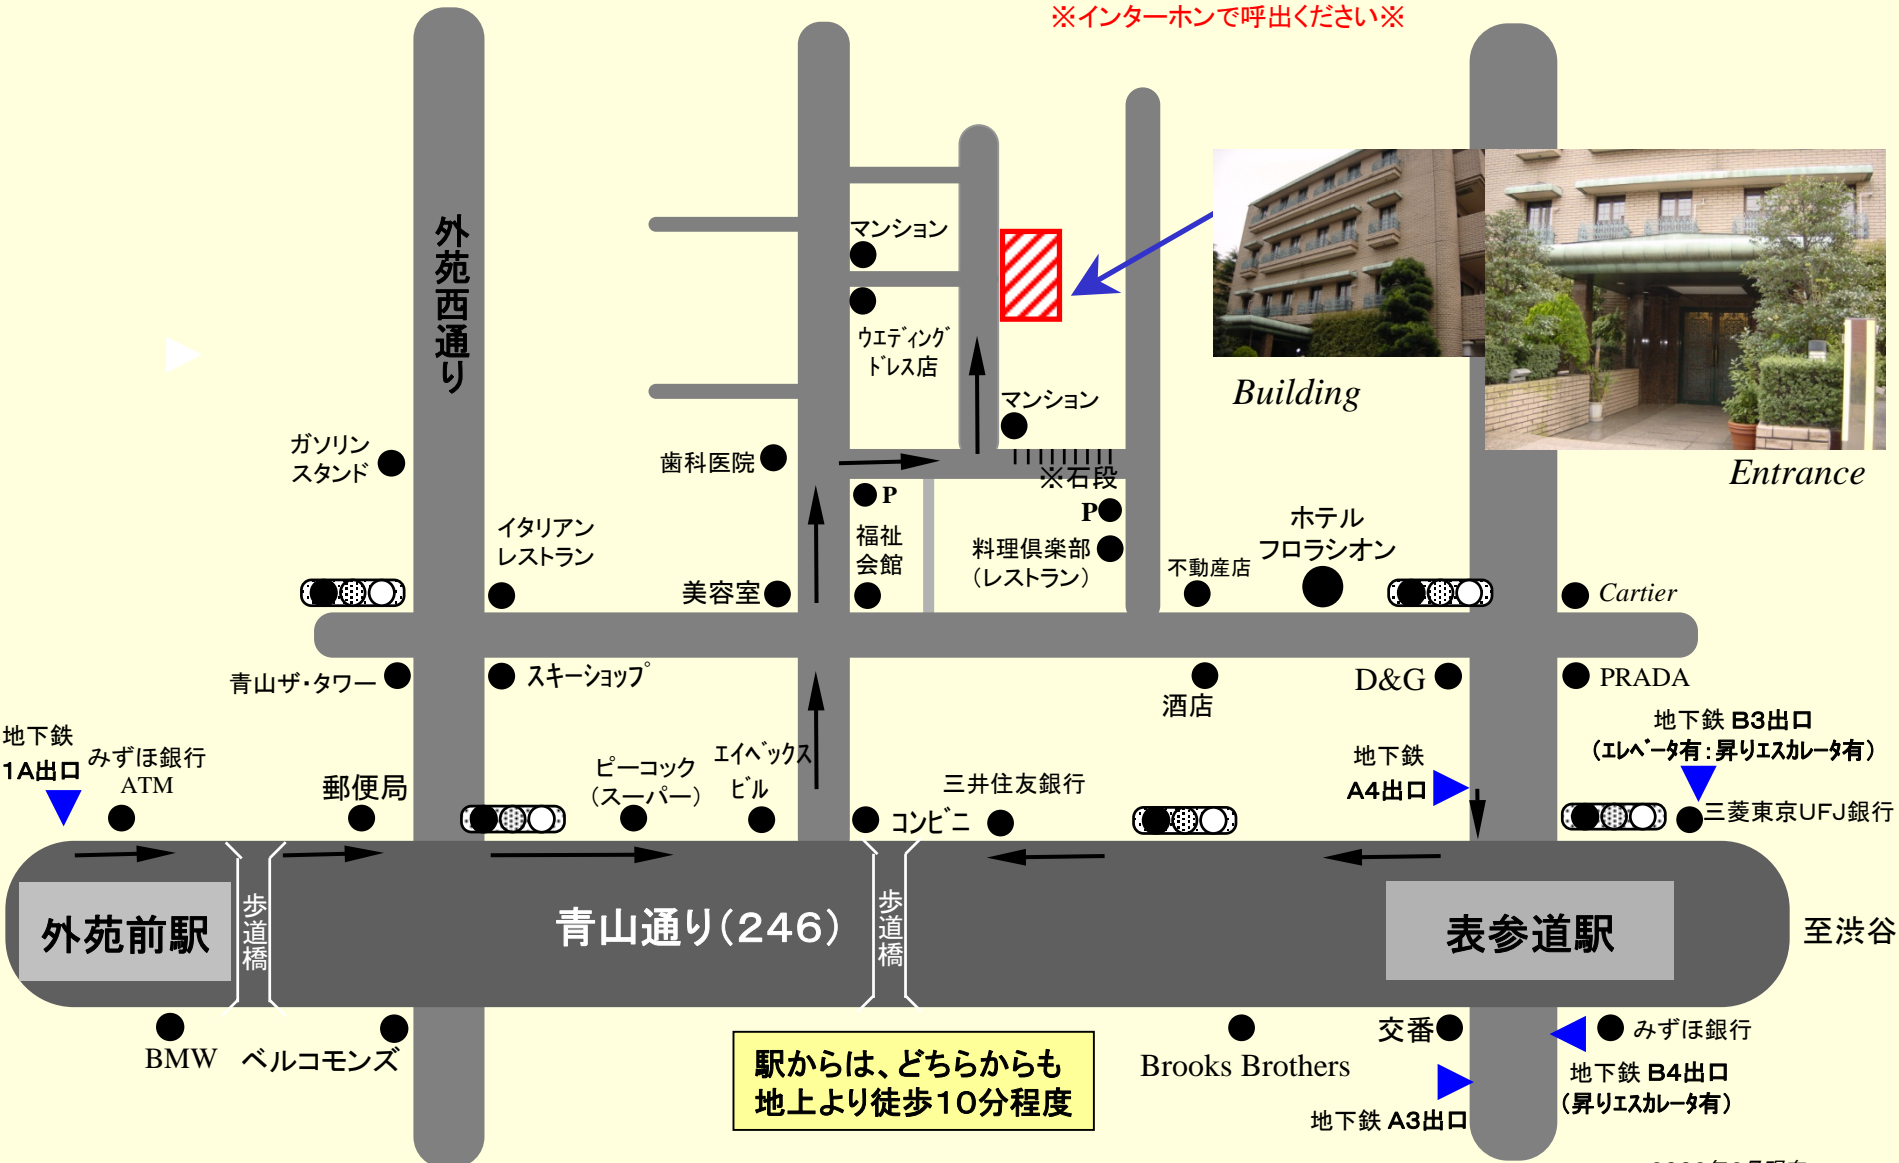 ※インターホンで呼出ください※
外苑西通り
マンション
ウエディング
ドレス店
マンション
Building
Entrance
ガソリン
スタンド
歯科医院
※石段
P
P
イタリアン
レストラン
福祉
会館
料理倶楽部
(レストラン)
ホテル
フロラシオン
不動産店
美容室
Cartier
青山ザ・タワー
スキーショップ
酒店
D&G
PRADA
地下鉄
1A出口
みずほ銀行
ATM
郵便局
ピーコック
(スーパー)
エイベックス
ビル
コンビニ
三井住友銀行
地下鉄
A4出口
地下鉄 B3出口
(エレベータ有:昇りエスカレータ有)
三菱東京UFJ銀行
外苑前駅
歩道橋
青山通り(246)
歩道橋
表参道駅
至渋谷
BMW
ベルコモンズ
駅からは、どちらからも
地上より徒歩10分程度
Brooks Brothers
交番
みずほ銀行
地下鉄 B4出口
(昇りエスカレータ有)
地下鉄 A3出口